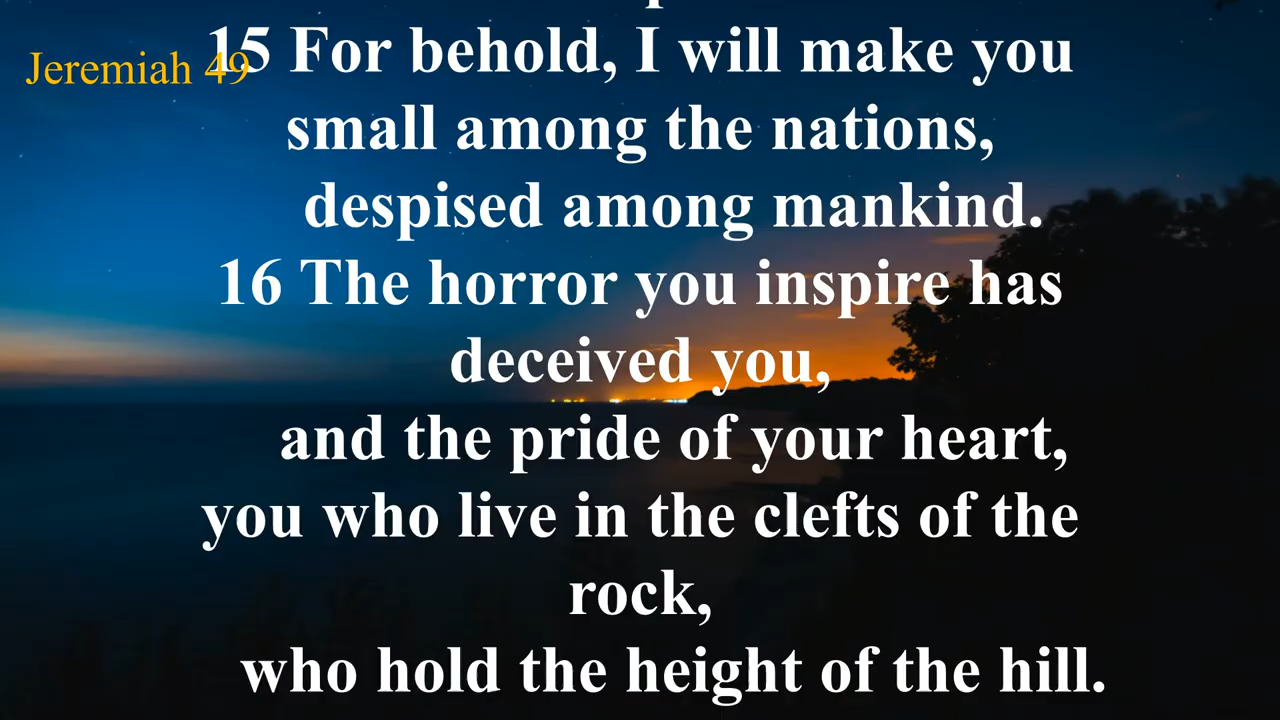 Jeremiah 49
15 For behold, I will make you
small among the nations,
despised among mankind.
16 The horror you inspire has
deceived you,
and the pride of your heart,
you who live in the clefts of the
rock,
who hold the height of the hill.